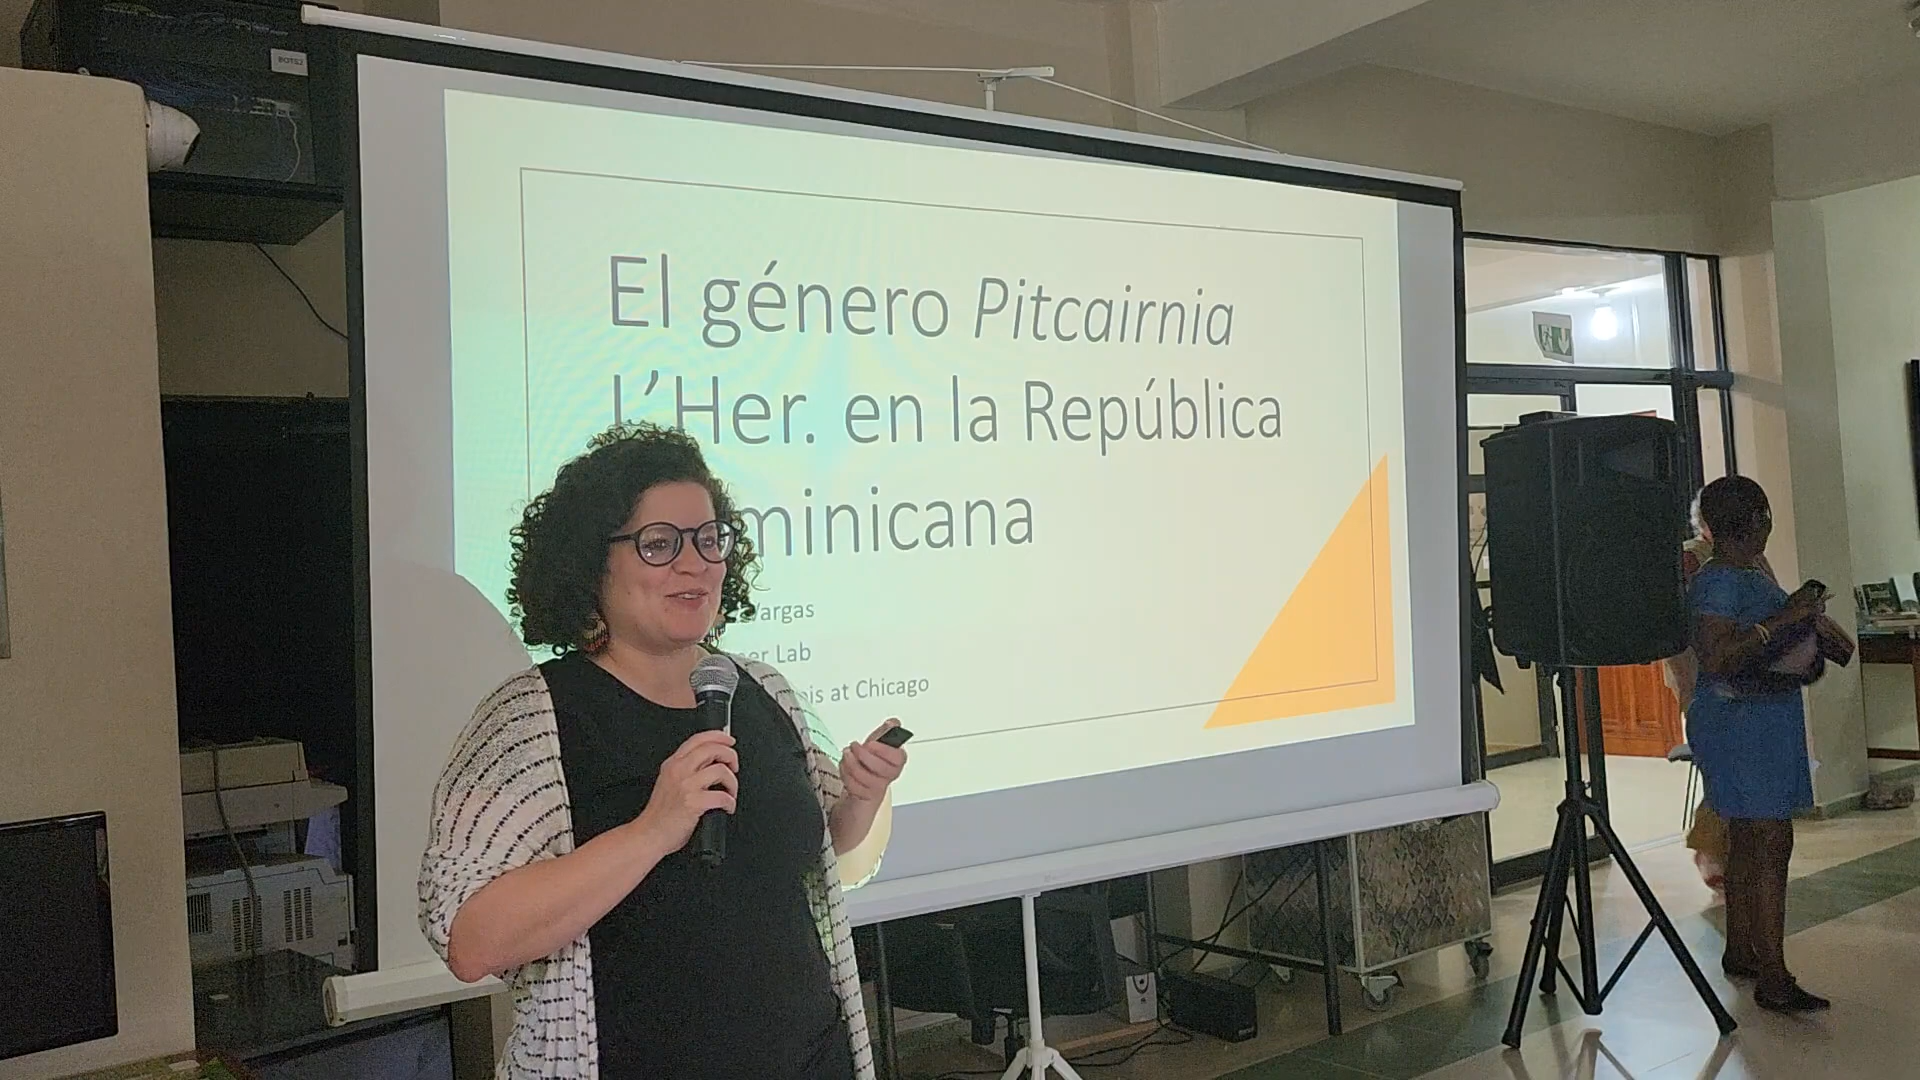 El género Pitcairnia
L'Her. en la República
minicana
Vargas
er Lab
is at Chicago